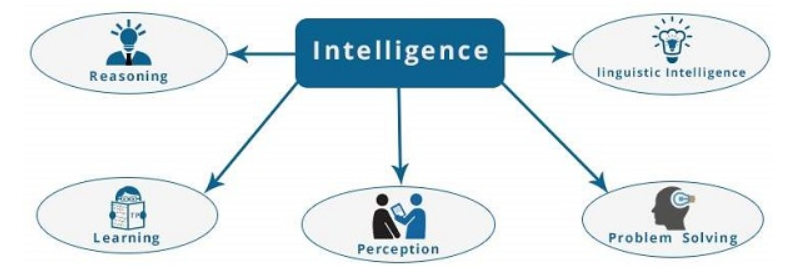 Intelligence
Reasoning
linguistic Intelligence
Learning
Perception
Problem Solving